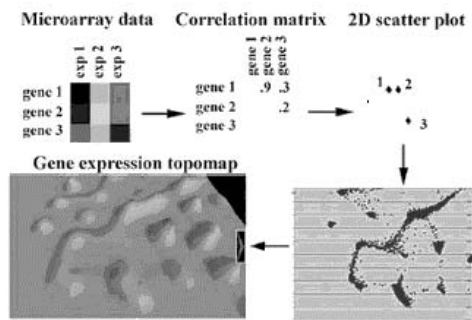 Microarray data
exp 1
exp 2
exp 3
gene 1
gene 2
gene 3
Correlation matrix
gene 1
gene 2
gene 3
gene 1 .9 .3
gene 2 .2
gene 3
2D scatter plot
1 2
3
Gene expression topomap